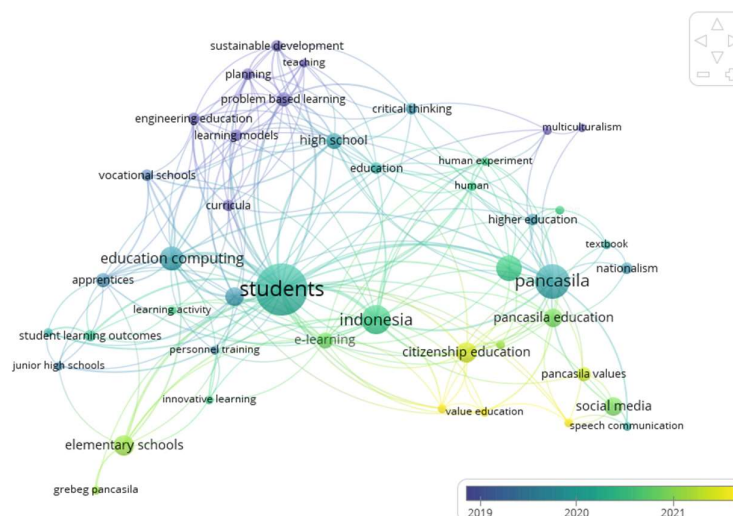 sustainable development
teaching
planning
problem based learning
critical thinking
engineering education
multiculturalism
learning models
high school
human experiment
education
vocational schools
human
curricula
higher education
textbook
education computing
nationalism
apprentices
students
pancasila
learning activity
indonesia
pancasila education
student learning outcomes
e-learning
personnel training
citizenship education
junior high schools
pancasila values
innovative learning
social media
value education
speech communication
elementary schools
grebeg pancasila
2019
2020
2021